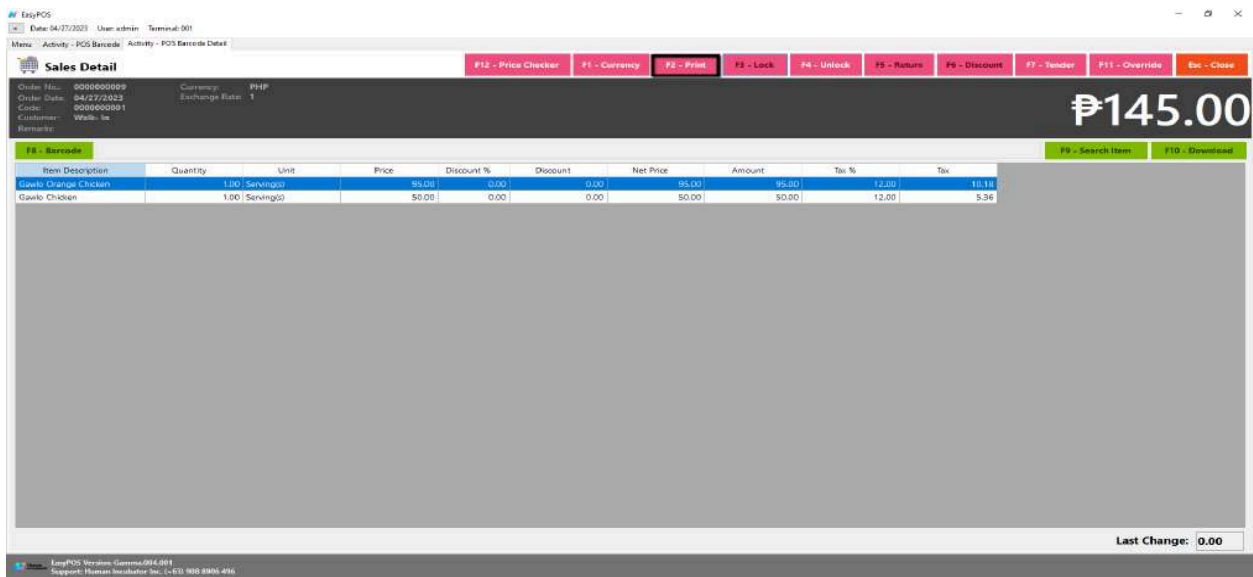 EasyPOS
Date: 04/27/2023 User: admin Terminal: 001
Menu Activity - POS Barcode Activity - POS Barcode Detail
Sales Detail F12 - Price Checker F1 - Currency F2 - Print F3 - Lock F4 - Unlock F5 - Return F6 - Discount F7 - Tender F11 - Override Esc - Close
Order No.: 0000000009 Currency: PHP
Order Date: 04/27/2023 Exchange Rate: 1
Code: 0000000001
Customer: Walk- In
Remarks:
₱145.00
F8 - Barcode F9 - Search Item F10 - Download
Item Description Quantity Unit Price Discount % Discount Net Price Amount Tax % Tax
Gawlo Orange Chicken 1.00 Serving(s) 95.00 0.00 0.00 95.00 95.00 12.00 10.18
Gawlo Chicken 1.00 Serving(s) 50.00 0.00 0.00 50.00 50.00 12.00 5.36
Last Change: 0.00
EasyPOS Version: Gamma.094.001
Support: Human Incubator Inc. (+63) 908 8906 496